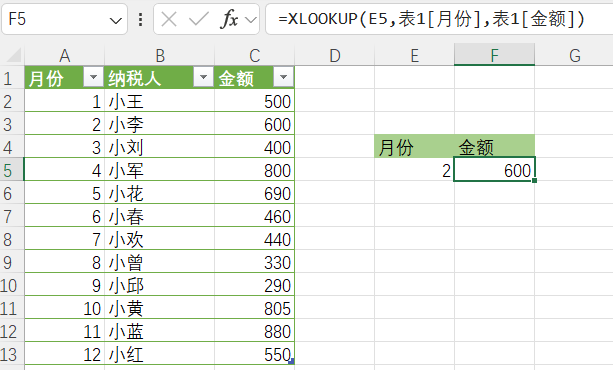 F5 fx =XLOOKUP(E5,表1[月份],表1[金额])
A B C D E F G
1 月份 纳税人 金额
2 1 小王 500
3 2 小李 600
4 3 小刘 400 月份 金额
5 4 小军 800 2 600
6 5 小花 690
7 6 小春 460
8 7 小欢 440
9 8 小曾 330
10 9 小邱 290
11 10 小黄 805
12 11 小蓝 880
13 12 小红 550